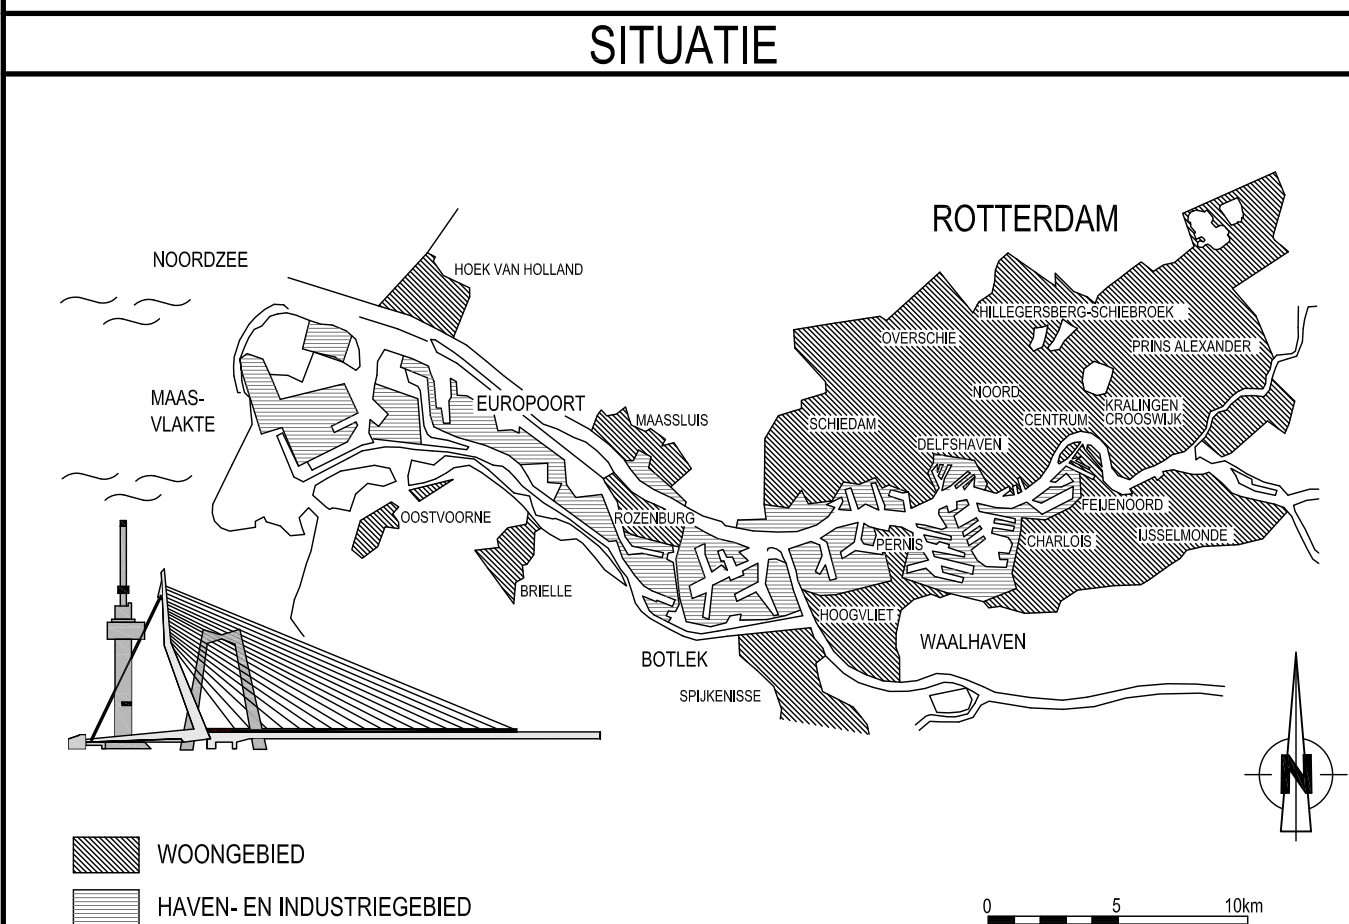 SITUATIE
ROTTERDAM
NOORDZEE
HOEK VAN HOLLAND
HILLEGERSBERG-SCHIEBROEK
OVERSCHIE
PRINS ALEXANDER
MAAS-
VLAKTE
EUROPOORT
NOORD
KRALINGEN
CROOSWIJK
MAASSLUIS
SCHIEDAM
CENTRUM
DELFSHAVEN
OOSTVOORNE
ROZENBURG
FEIJENOORD
PERNIS
CHARLOIS
IJSSELMONDE
BRIELLE
HOOGVLIET
WAALHAVEN
BOTLEK
SPIJKENISSE
N
WOONGEBIED
HAVEN- EN INDUSTRIEGEBIED
0 5 10km